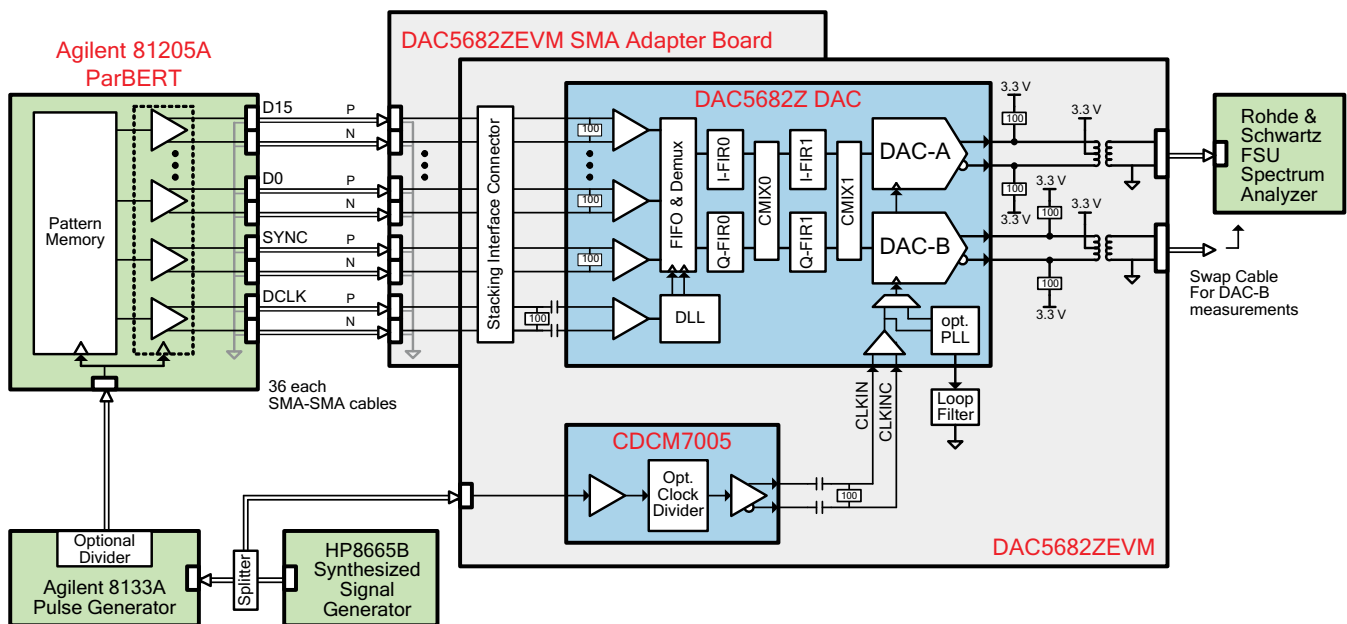 Agilent 81205A
ParBERT
Pattern
Memory
D15
P
N
D0
P
N
SYNC
P
N
DCLK
P
N
36 each
SMA-SMA cables
DAC5682ZEVM SMA Adapter Board
Stacking Interface Connector
DAC5682Z DAC
100
100
100
100
FIFO & Demux
DLL
I-FIR0
Q-FIR0
CMIX0
I-FIR1
Q-FIR1
CMIX1
DAC-A
DAC-B
opt.
PLL
Loop
Filter
CLKIN
CLKINC
3.3 V
100
3.3 V
100
3.3 V
3.3 V
100
3.3 V
100
3.3 V
Rohde &
Schwartz
FSU
Spectrum
Analyzer
Swap Cable
For DAC-B
measurements
CDCM7005
Opt.
Clock
Divider
100
DAC5682ZEVM
Optional
Divider
Agilent 8133A
Pulse Generator
Splitter
HP8665B
Synthesized
Signal
Generator